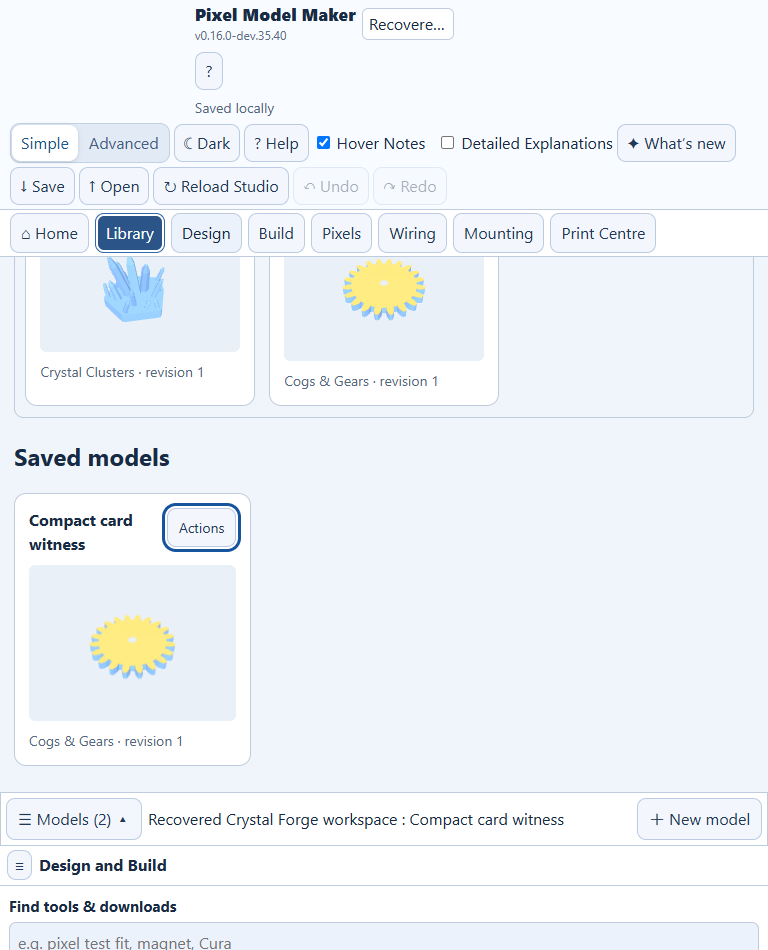 Pixel Model Maker
v0.16.0-dev.35.40
Recovere...
?
Saved locally
Simple Advanced ☾ Dark ? Help Hover Notes Detailed Explanations ✦ What's new
↓ Save ↑ Open ↻ Reload Studio ↶ Undo ↷ Redo
⌂ Home Library Design Build Pixels Wiring Mounting Print Centre
Crystal Clusters · revision 1
Cogs & Gears · revision 1
Saved models
Compact card
witness
Actions
Cogs & Gears · revision 1
☰ Models (2) ▲ Recovered Crystal Forge workspace : Compact card witness + New model
≡ Design and Build
Find tools & downloads
e.g. pixel test fit, magnet, Cura